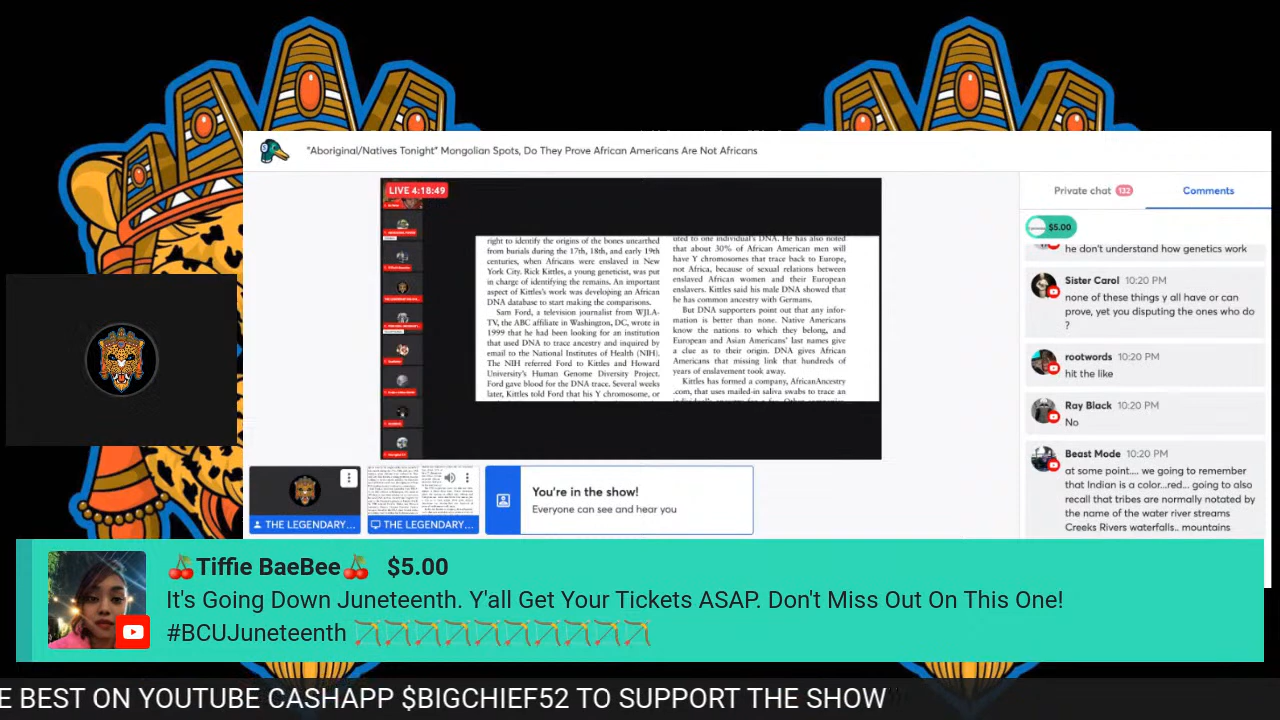 "Aboriginal/Natives Tonight" Mongolian Spots, Do They Prove African Americans Are Not Africans
LIVE 4:18:49
right to identify the origins of the bones unearthed
from burials during the 17th, 18th, and early 19th
centuries, when Africans were enslaved in New
York City. Rick Kittles, a young geneticist, was put
in charge of identifying the remains. An important
aspect of Kittles's work was developing an African
DNA database to start making the comparisons.
Sam Ford, a television journalist from WJLA-
TV, the ABC affiliate in Washington, DC, wrote in
1999 that he had been looking for an institution
that used DNA to trace ancestry and inquired by
email to the National Institutes of Health (NIH).
The NIH referred Ford to Kittles and Howard
University's Human Genome Diversity Project.
Ford gave blood for the DNA trace. Several weeks
later, Kittles told Ford that his Y chromosome, or
uted to one individual's DNA. He has also noted
that about 30% of African American men will
have Y chromosomes that trace back to Europe,
not Africa, because of sexual relations between
enslaved African women and their European
enslavers. Kittles said his male DNA showed that
he has common ancestry with Germans.
But DNA supporters point out that any infor-
mation is better than none. Native Americans
know the nations to which they belong, and
European and Asian Americans' last names give
a clue as to their origin. DNA gives African
Americans that missing link that hundreds of
years of enslavement took away.
Kittles has formed a company, AfricanAncestry
.com, that uses mailed-in saliva swabs to trace an
Private chat 132
Comments
$5.00
he don't understand how genetics work
Sister Carol 10:20 PM
none of these things y all have or can
prove, yet you disputing the ones who do
?
rootwords 10:20 PM
hit the like
Ray Black 10:20 PM
No
Beast Mode 10:20 PM
at some point.... we going to remember
that Indian is a color...red... going to also
recall that tribes are normally notated by
the name of the water river streams
Creeks Rivers waterfalls.. mountains
THE LEGENDARY...
THE LEGENDARY...
You're in the show!
Everyone can see and hear you
🍒Tiffie BaeBee🍒 $5.00
It's Going Down Juneteenth. Y'all Get Your Tickets ASAP. Don't Miss Out On This One!
#BCUJuneteenth 🏹🏹🏹🏹🏹🏹🏹🏹🏹🏹
E BEST ON YOUTUBE CASHAPP $BIGCHIEF52 TO SUPPORT THE SHOW"